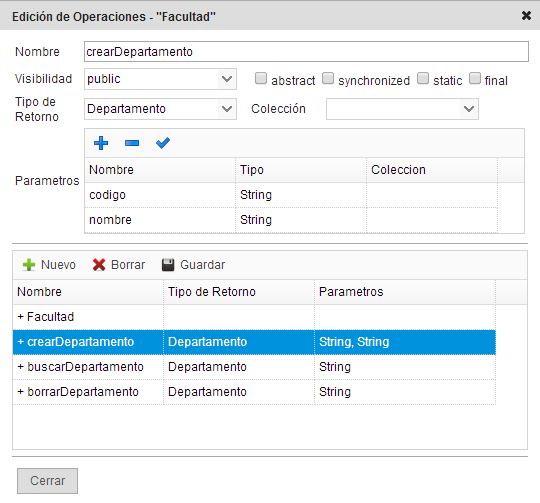 Edición de Operaciones - "Facultad"
Nombre crearDepartamento
Visibilidad public abstract synchronized static final
Tipo de Retorno Departamento Colección
Parametros
Nombre Tipo Coleccion
codigo String
nombre String
Nuevo Borrar Guardar
Nombre Tipo de Retorno Parametros
+ Facultad
+ crearDepartamento Departamento String, String
+ buscarDepartamento Departamento String
+ borrarDepartamento Departamento String
Cerrar